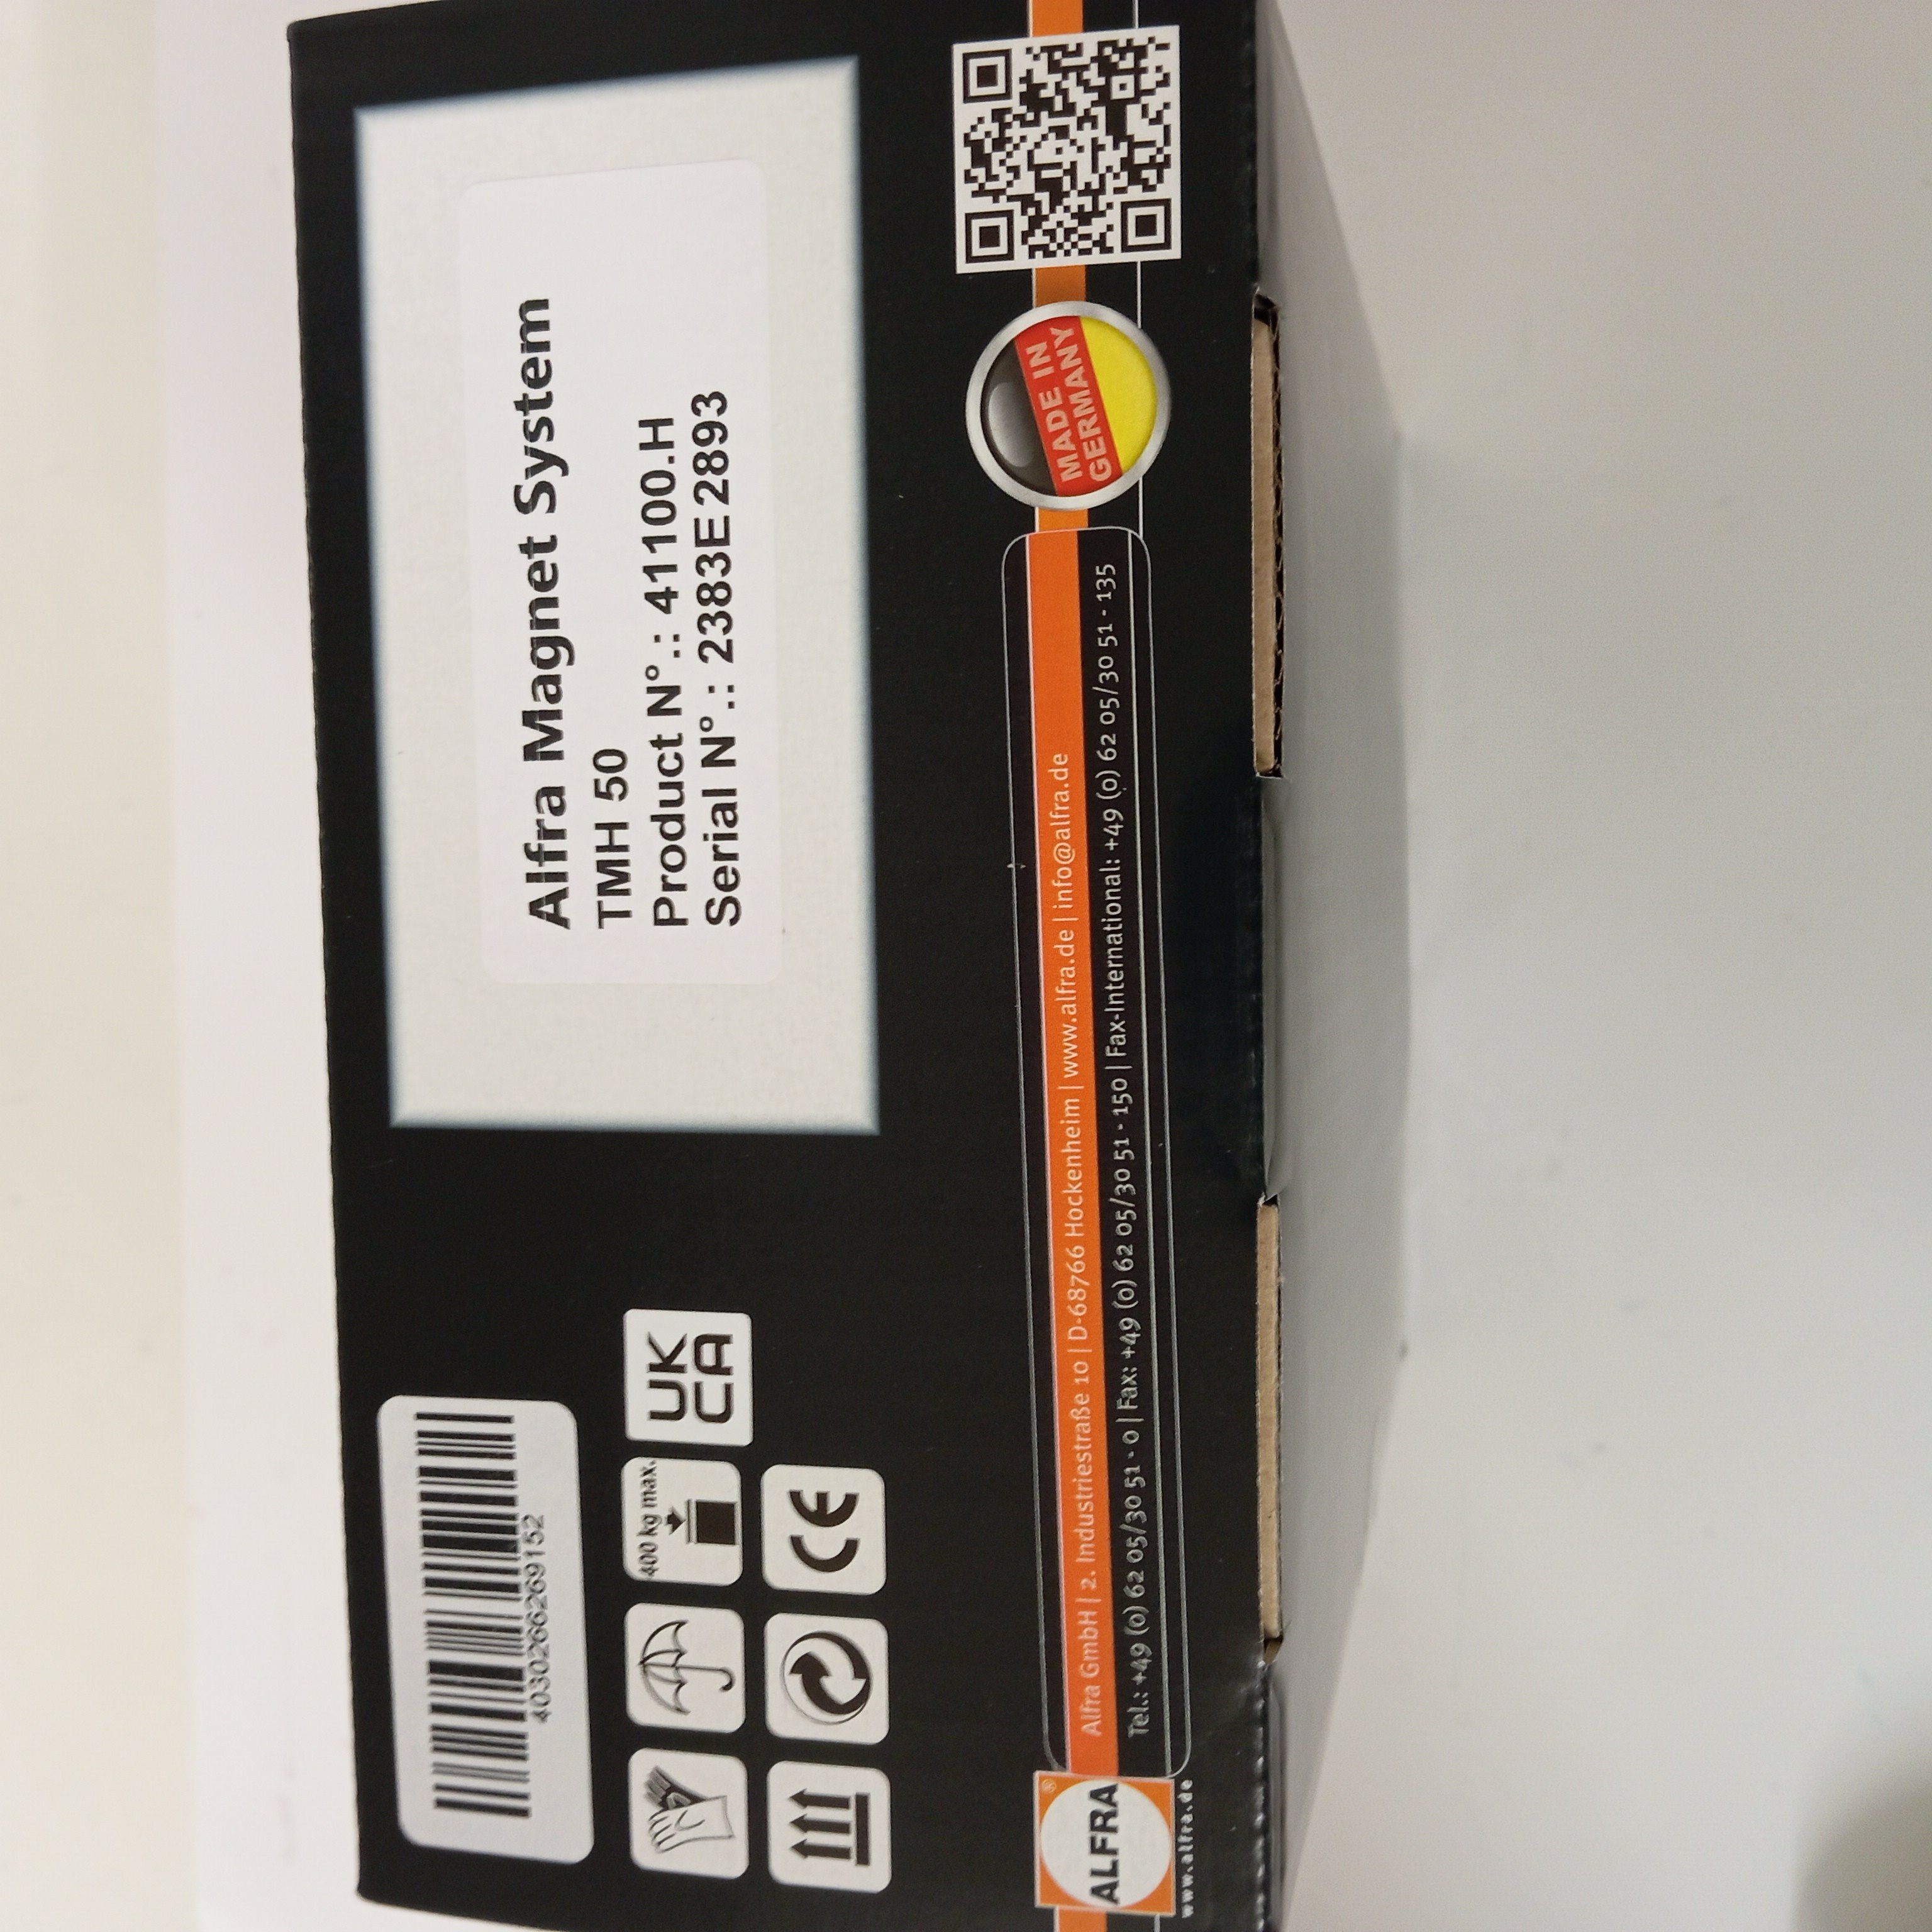 4030266269152
400 kg max.
UK
CA
CE
Alfra Magnet System
TMH 50
Product N°.: 41100.H
Serial N°.: 2383E2893
ALFRA®
www.alfra.de
Alfra GmbH | 2. Industriestraße 10 | D-68766 Hockenheim | www.alfra.de | info@alfra.de
Tel.: +49 (0) 62 05/30 51 - 0 | Fax: +49 (0) 62 05/30 51 - 150 | Fax-International: +49 (0) 62 05/30 51 - 135
MADE IN
GERMANY